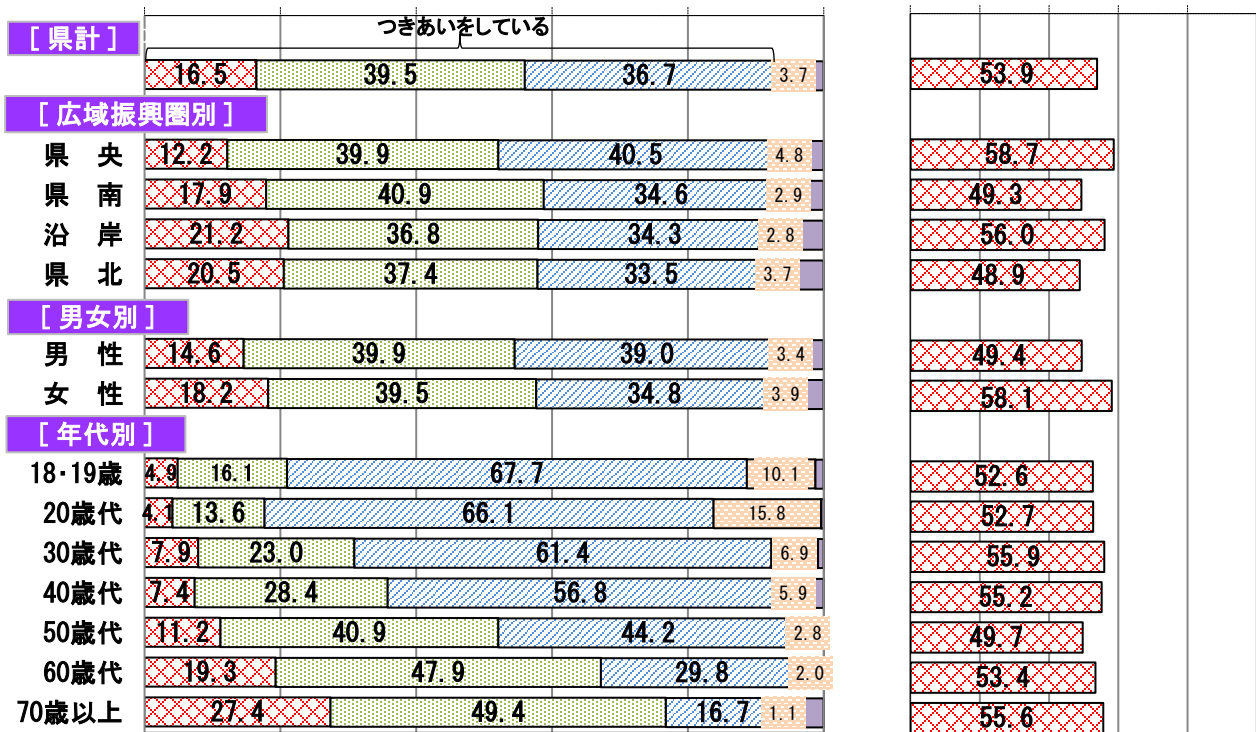 つきあいをしている
[ 県計 ]
16.5 39.5 36.7 3.7 53.9
[ 広域振興圏別 ]
県 央 12.2 39.9 40.5 4.8 58.7
県 南 17.9 40.9 34.6 2.9 49.3
沿 岸 21.2 36.8 34.3 2.8 56.0
県 北 20.5 37.4 33.5 3.7 48.9
[ 男女別 ]
男 性 14.6 39.9 39.0 3.4 49.4
女 性 18.2 39.5 34.8 3.9 58.1
[ 年代別 ]
18・19歳 4.9 16.1 67.7 10.1 52.6
20歳代 4.1 13.6 66.1 15.8 52.7
30歳代 7.9 23.0 61.4 6.9 55.9
40歳代 7.4 28.4 56.8 5.9 55.2
50歳代 11.2 40.9 44.2 2.8 49.7
60歳代 19.3 47.9 29.8 2.0 53.4
70歳以上 27.4 49.4 16.7 1.1 55.6